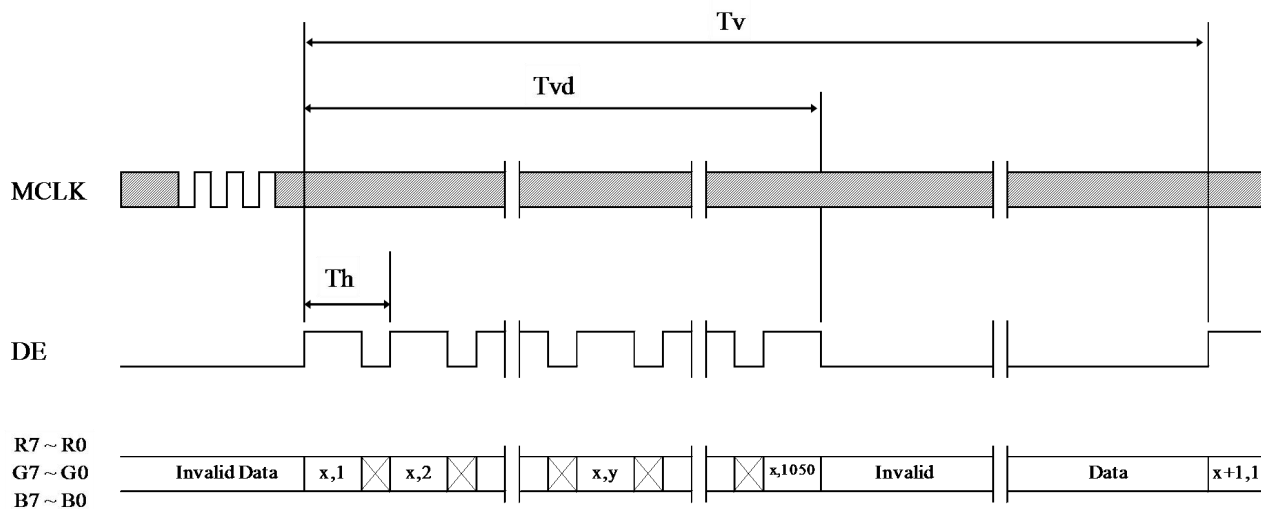 Tv
Tvd
MCLK
Th
DE
R7 ~ R0
G7 ~ G0
B7 ~ B0
Invalid Data
x,1
x,2
x,y
x,1050
Invalid
Data
x+1,1